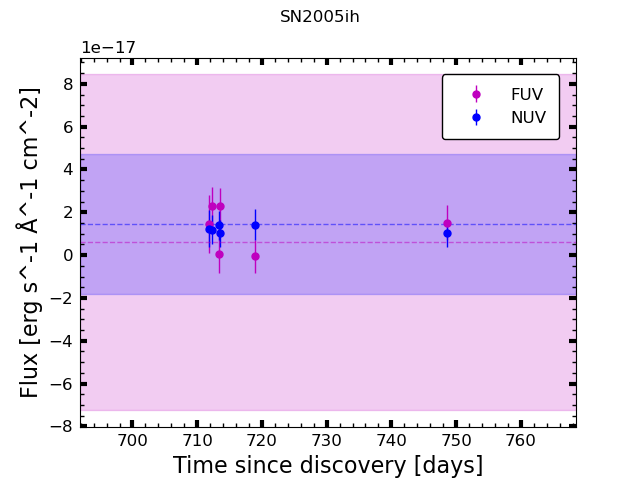 SN2005ih
1e−17
8
6
4
2
0
−2
−4
−6
−8
700
710
720
730
740
750
760
Flux [erg s^-1 Å^-1 cm^-2]
Time since discovery [days]
FUV
NUV